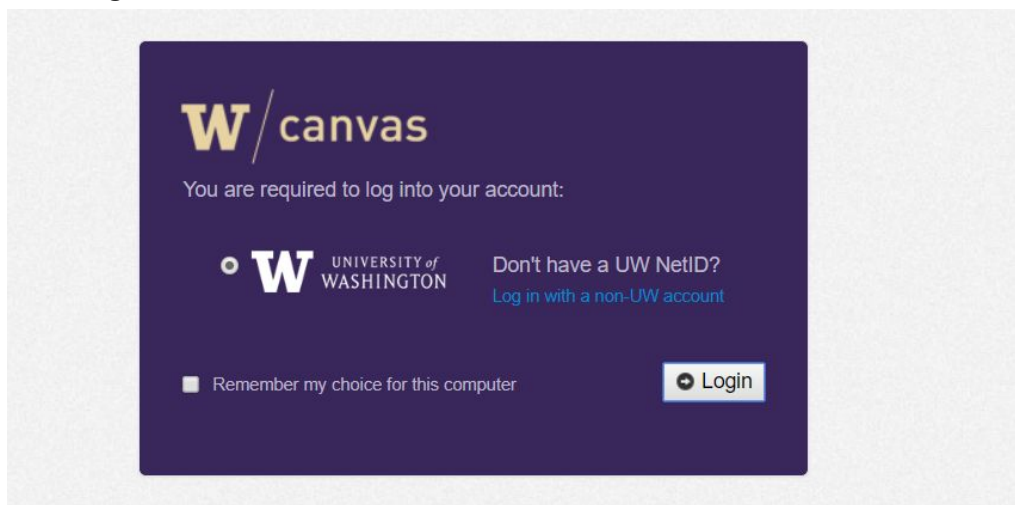 W / canvas
You are required to log into your account:
W UNIVERSITY of
WASHINGTON
Don't have a UW NetID?
Log in with a non-UW account
Remember my choice for this computer
Login